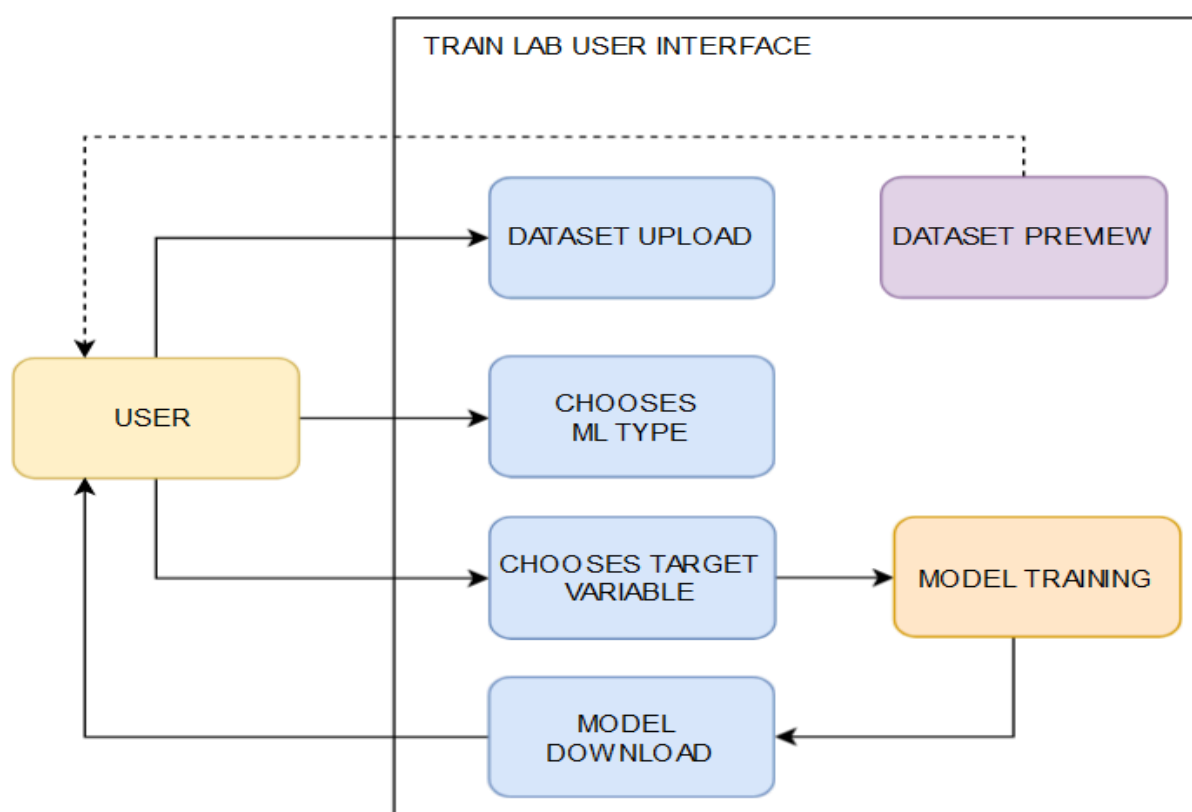 TRAIN LAB USER INTERFACE
DATASET UPLOAD
DATASET PREVIEW
USER
CHOOSES
ML TYPE
CHOOSES TARGET
VARIABLE
MODEL TRAINING
MODEL
DOWNLOAD